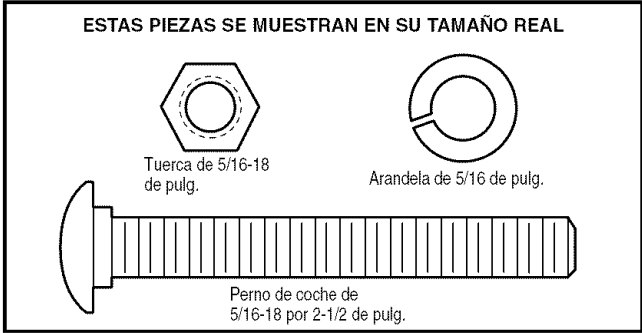 ESTAS PIEZAS SE MUESTRAN EN SU TAMAÑO REAL
Tuerca de 5/16-18
de pulg.
Arandela de 5/16 de pulg.
Perno de coche de
5/16-18 por 2-1/2 de pulg.